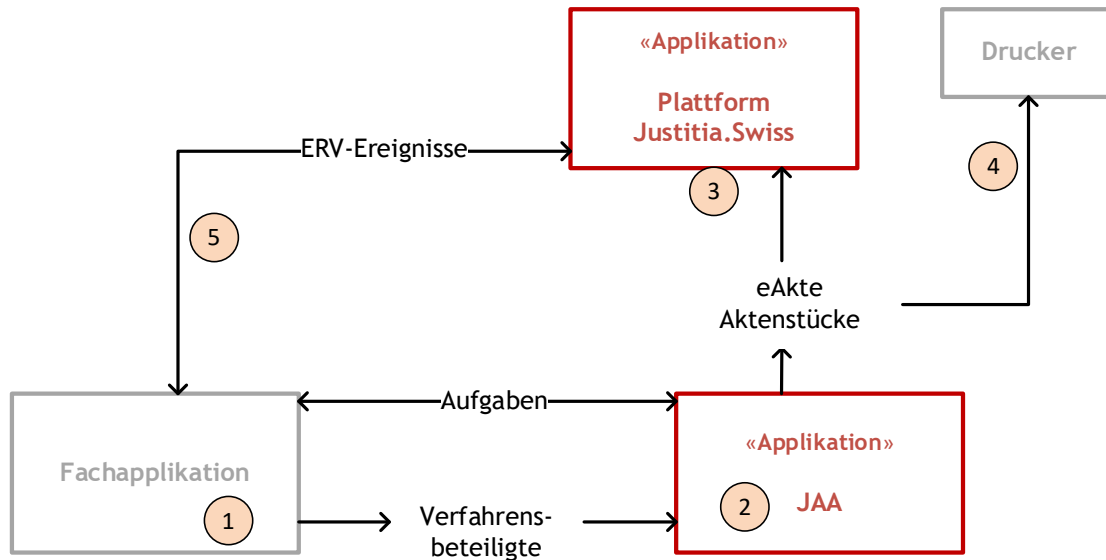 «Applikation»
Plattform
Justitia.Swiss
Drucker
ERV-Ereignisse
3
4
5
eAkte
Aktenstücke
Aufgaben
Fachapplikation
1
Verfahrens-
beteiligte
«Applikation»
2
JAA